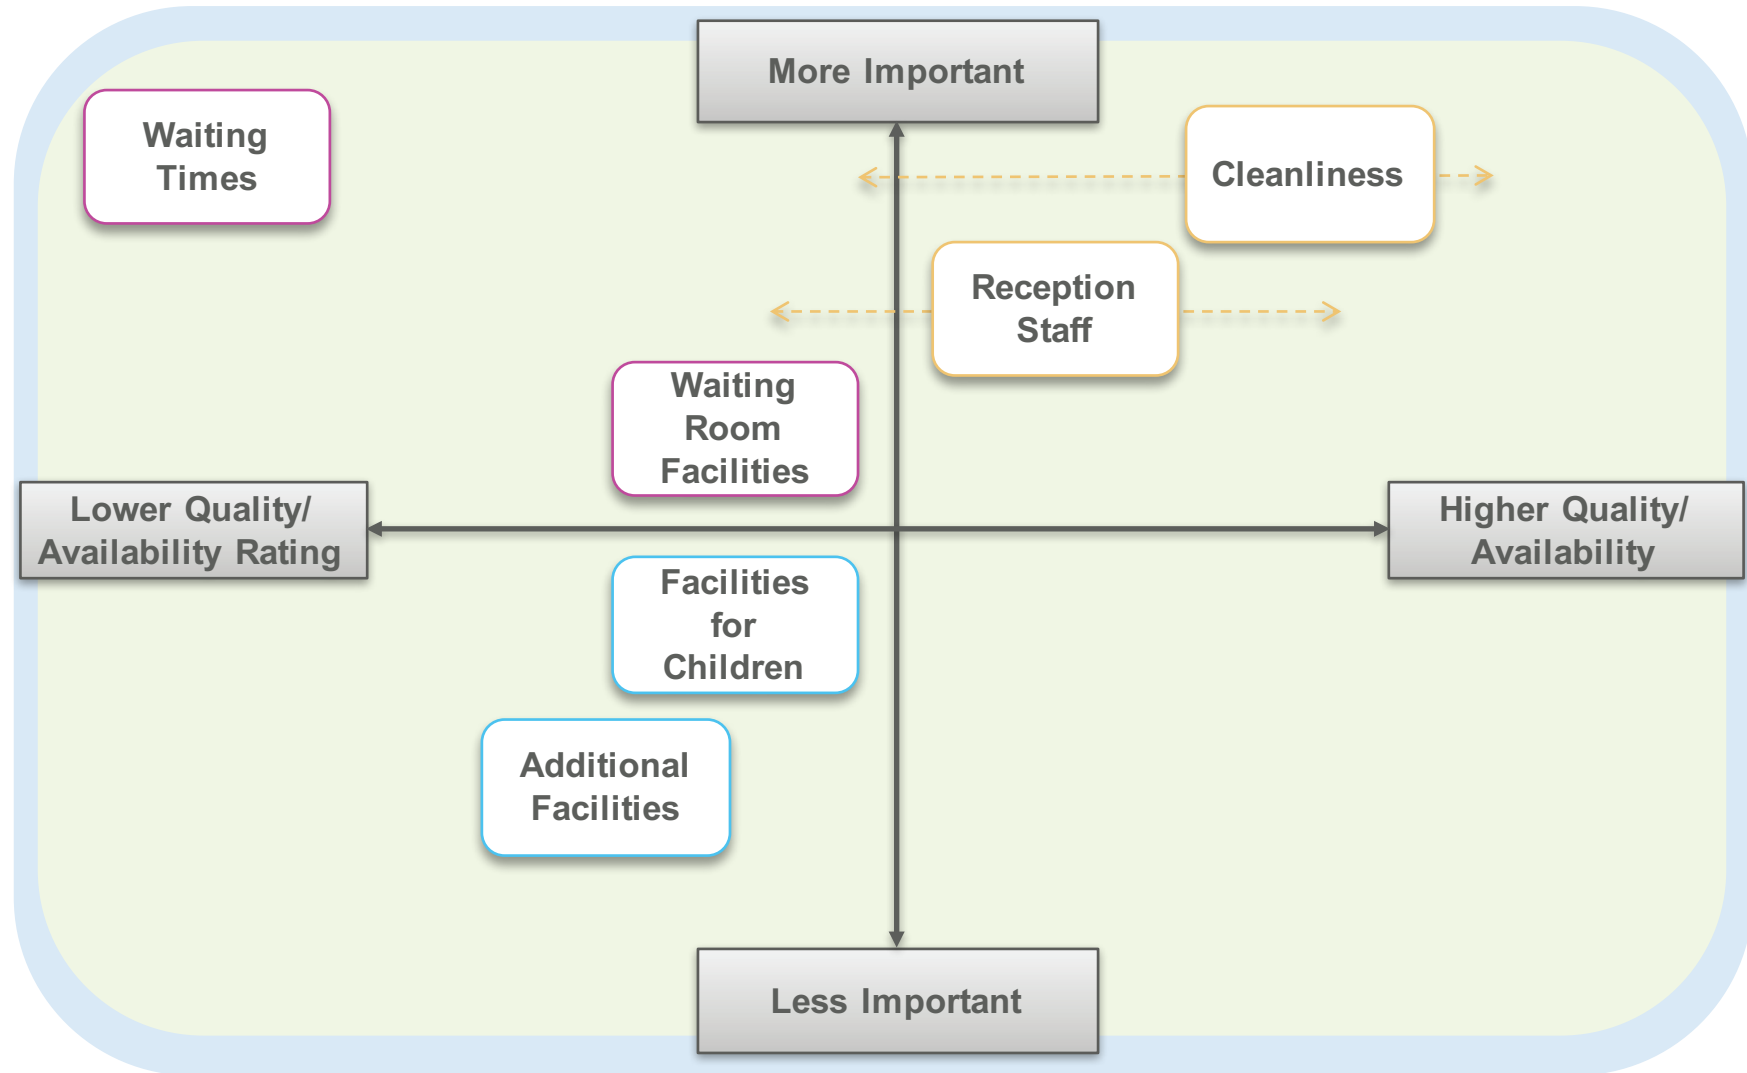 More Important
Waiting
Times
Cleanliness
Reception
Staff
Waiting
Room
Facilities
Lower Quality/
Availability Rating
Higher Quality/
Availability
Facilities
for
Children
Additional
Facilities
Less Important